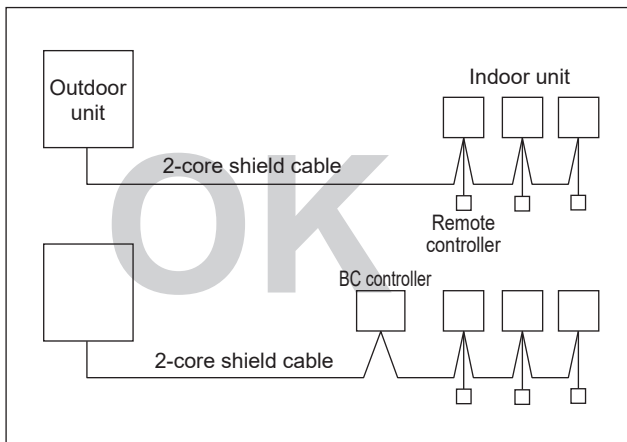 Outdoor
unit
Indoor unit
2-core shield cable
OK
Remote
controller
BC controller
2-core shield cable